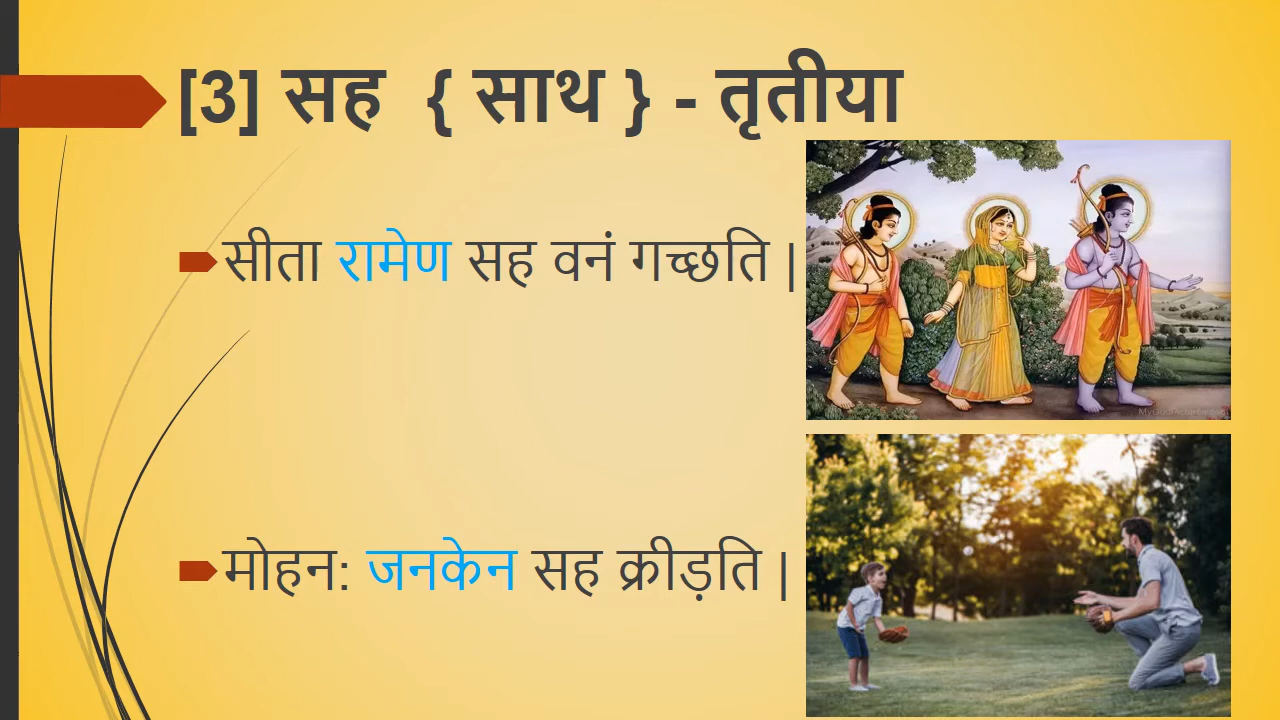 [3] सह { साथ } - तृतीया
सीता रामेण सह वनं गच्छति |
मोहन: जनकेन सह क्रीड़ति |